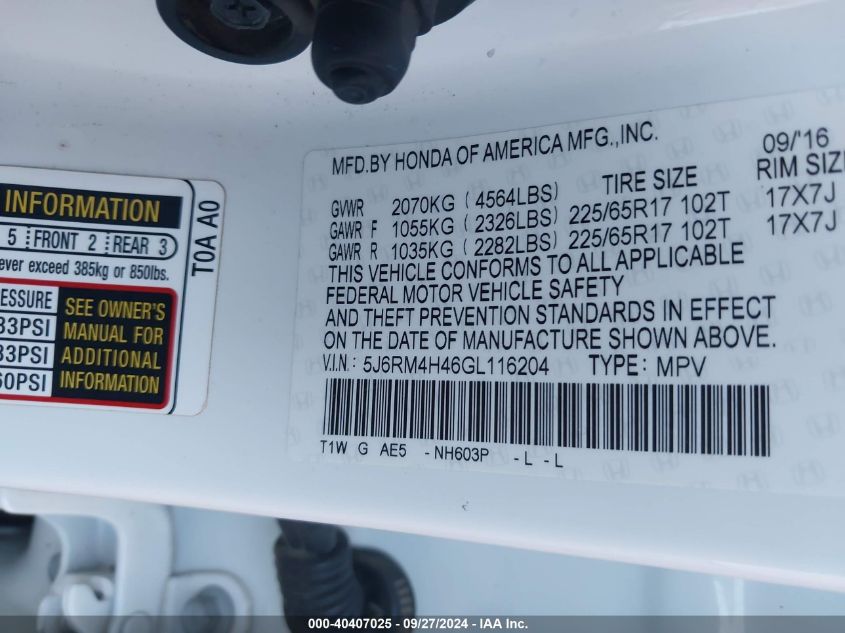 INFORMATION
5 FRONT 2 REAR 3
ever exceed 385kg or 850lbs.
PRESSURE
33PSI
33PSI
60PSI
SEE OWNER'S
MANUAL FOR
ADDITIONAL
INFORMATION
T0A A0
MFD.BY HONDA OF AMERICA MFG.,INC. 09/'16
TIRE SIZE RIM SIZE
GVWR 2070KG (4564LBS)
GAWR F 1055KG (2326LBS) 225/65R17 102T 17X7J
GAWR R 1035KG (2282LBS) 225/65R17 102T 17X7J
THIS VEHICLE CONFORMS TO ALL APPLICABLE
FEDERAL MOTOR VEHICLE SAFETY
AND THEFT PREVENTION STANDARDS IN EFFECT
ON THE DATE OF MANUFACTURE SHOWN ABOVE.
V.I.N: 5J6RM4H46GL116204 TYPE: MPV
T1W G AE5 -NH603P -L -L
000-40407025 - 09/27/2024 - IAA Inc.